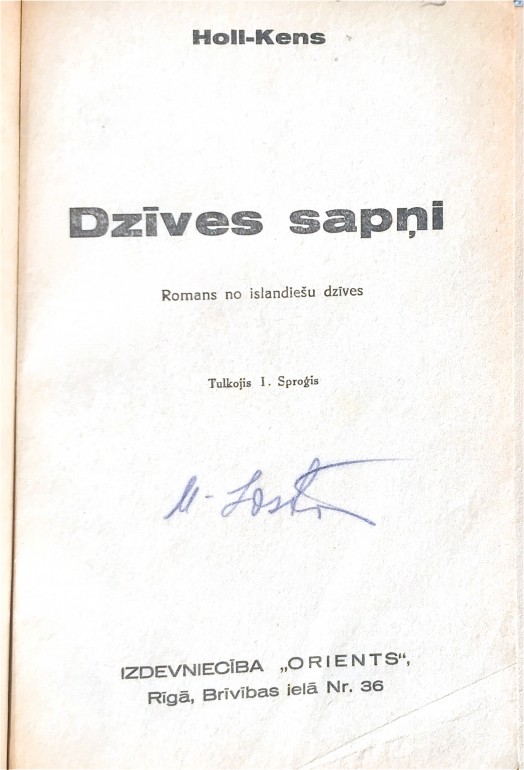 Holl-Kens
Dzīves sapņi
Romans no islandiešu dzīves
Tulkojis I. Sproģis
IZDEVNIECĪBA „ORIENTS“,
Rīgā, Brīvības ielā Nr. 36